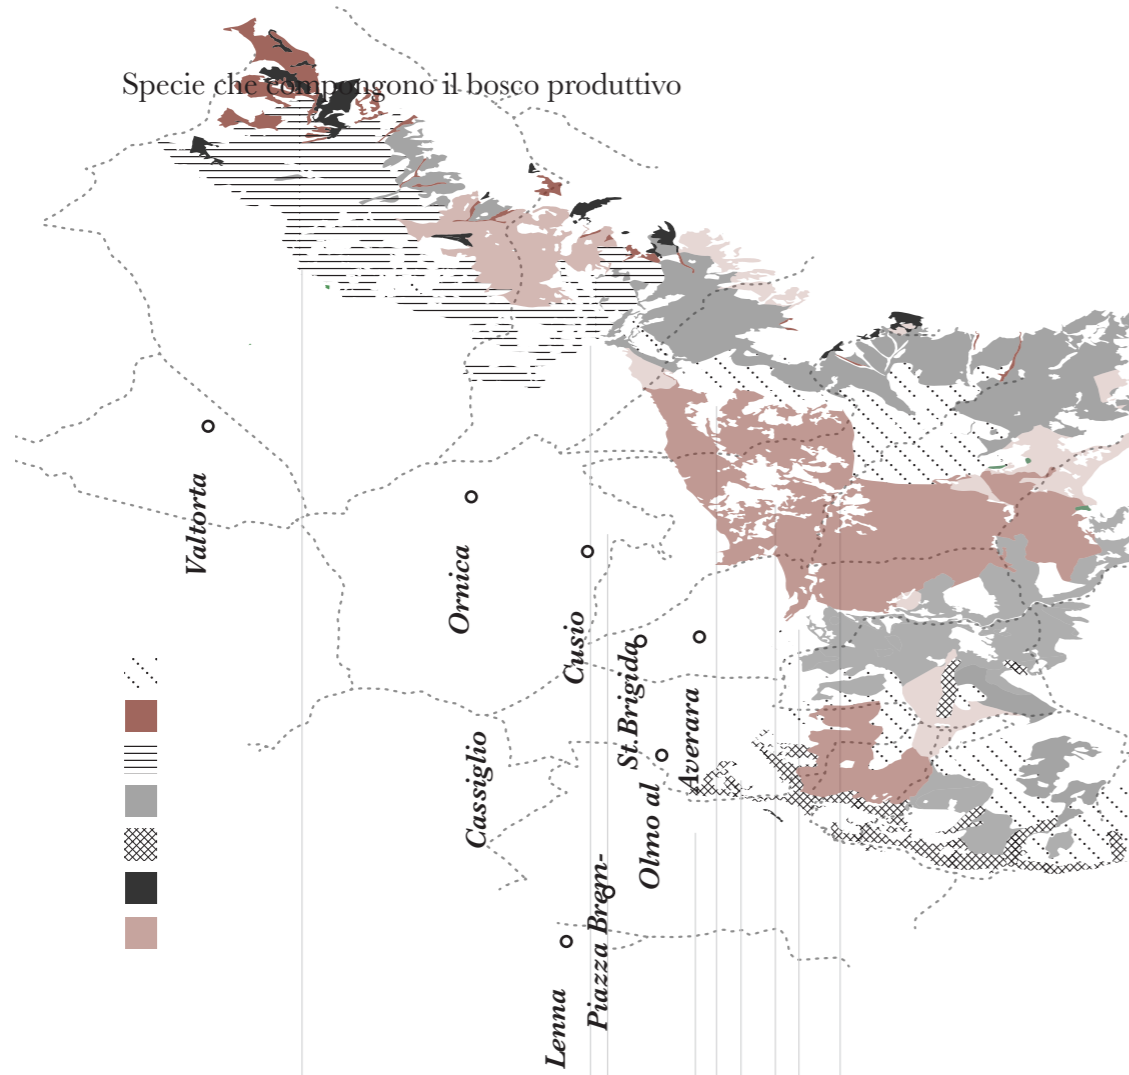 Specie che compongono il bosco produttivo
Valtorta
Ornica
Cusio
St.Brigida
Averara
Cassiglio
Olmo al
Piazza Brem-
Lenna